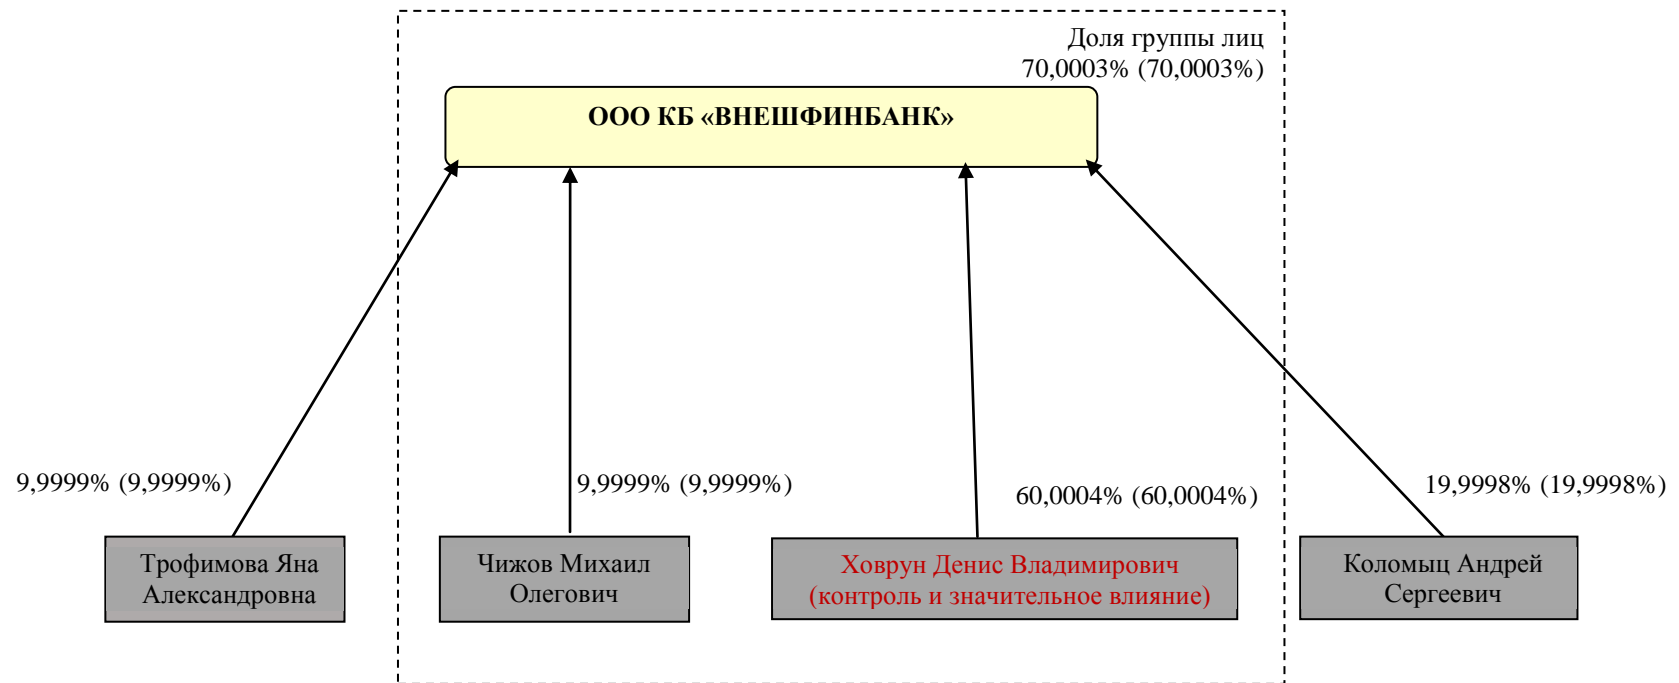 Доля группы лиц
70,0003% (70,0003%)
ООО КБ «ВНЕШФИНБАНК»
9,9999% (9,9999%)
9,9999% (9,9999%)
60,0004% (60,0004%)
19,9998% (19,9998%)
Трофимова Яна
Александровна
Чижов Михаил
Олегович
Ховрун Денис Владимирович
(контроль и значительное влияние)
Коломыц Андрей
Сергеевич